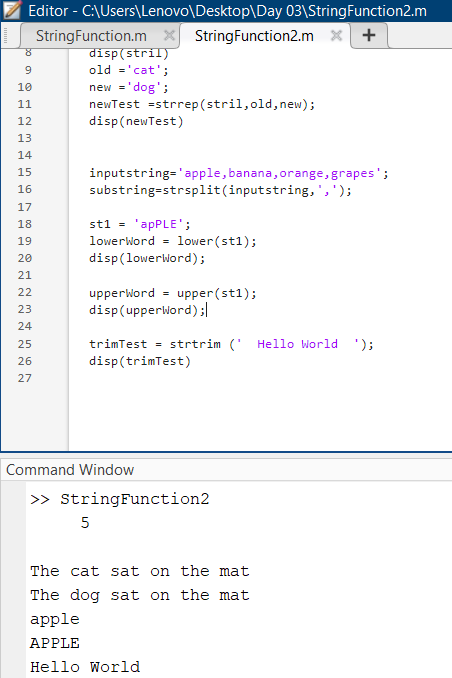 Editor - C:\Users\Lenovo\Desktop\Day 03\StringFunction2.m
StringFunction.m StringFunction2.m
8 disp(stril)
9 old ='cat';
10 new ='dog';
11 newTest =strrep(stril,old,new);
12 disp(newTest)
13
14
15 inputstring='apple,banana,orange,grapes';
16 substring=strsplit(inputstring,',');
17
18 st1 = 'apPLE';
19 lowerWord = lower(st1);
20 disp(lowerWord);
21
22 upperWord = upper(st1);
23 disp(upperWord);
24
25 trimTest = strtrim ('  Hello World  ');
26 disp(trimTest)
27
Command Window
>> StringFunction2
5
The cat sat on the mat
The dog sat on the mat
apple
APPLE
Hello World